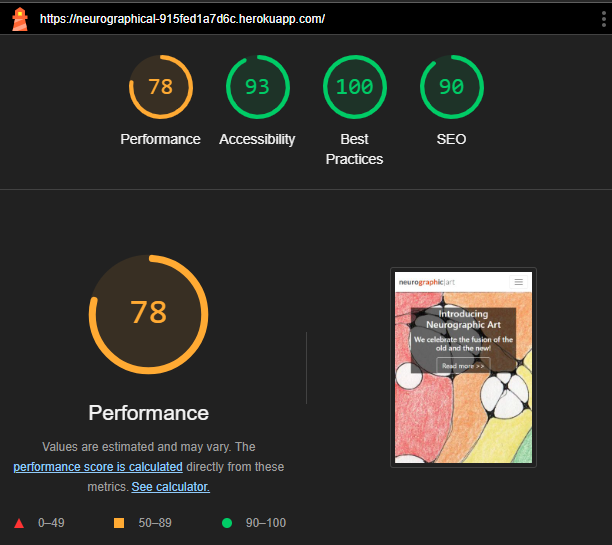 https://neurographical-915fed1a7d6c.herokuapp.com/
78
93
100
90
Performance
Accessibility
Best
Practices
SEO
78
Performance
Values are estimated and may vary. The
performance score is calculated directly from these
metrics. See calculator.
0–49
50–89
90–100
neurographic|art
Introducing
Neurographic Art
We celebrate the fusion of the
old and the new!
Read more >>